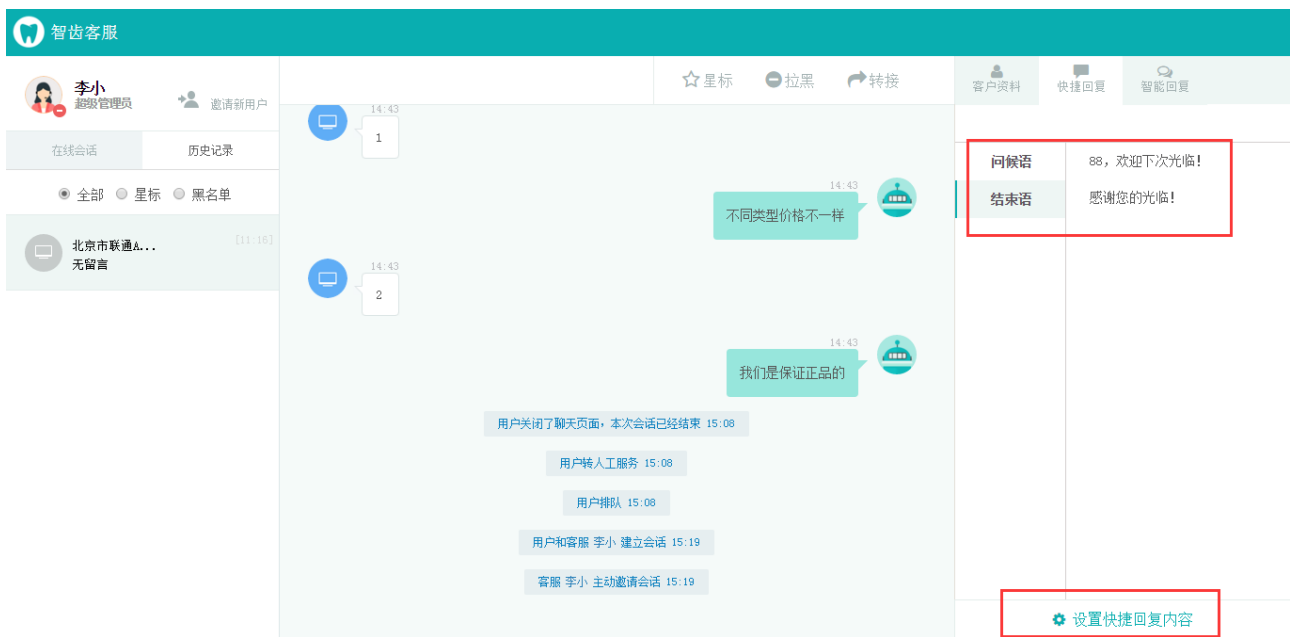 智齿客服
李小
超级管理员
邀请新用户
在线会话
历史记录
全部 星标 黑名单
北京市联通A...
[11:16]
无留言
星标 拉黑 转接
14:43
1
14:43
不同类型价格不一样
14:43
2
14:43
我们是保证正品的
用户关闭了聊天页面，本次会话已经结束 15:08
用户转人工服务 15:08
用户排队 15:08
用户和客服 李小 建立会话 15:19
客服 李小 主动邀请会话 15:19
客户资料 快捷回复 智能回复
问候语
结束语
88，欢迎下次光临!
感谢您的光临!
设置快捷回复内容